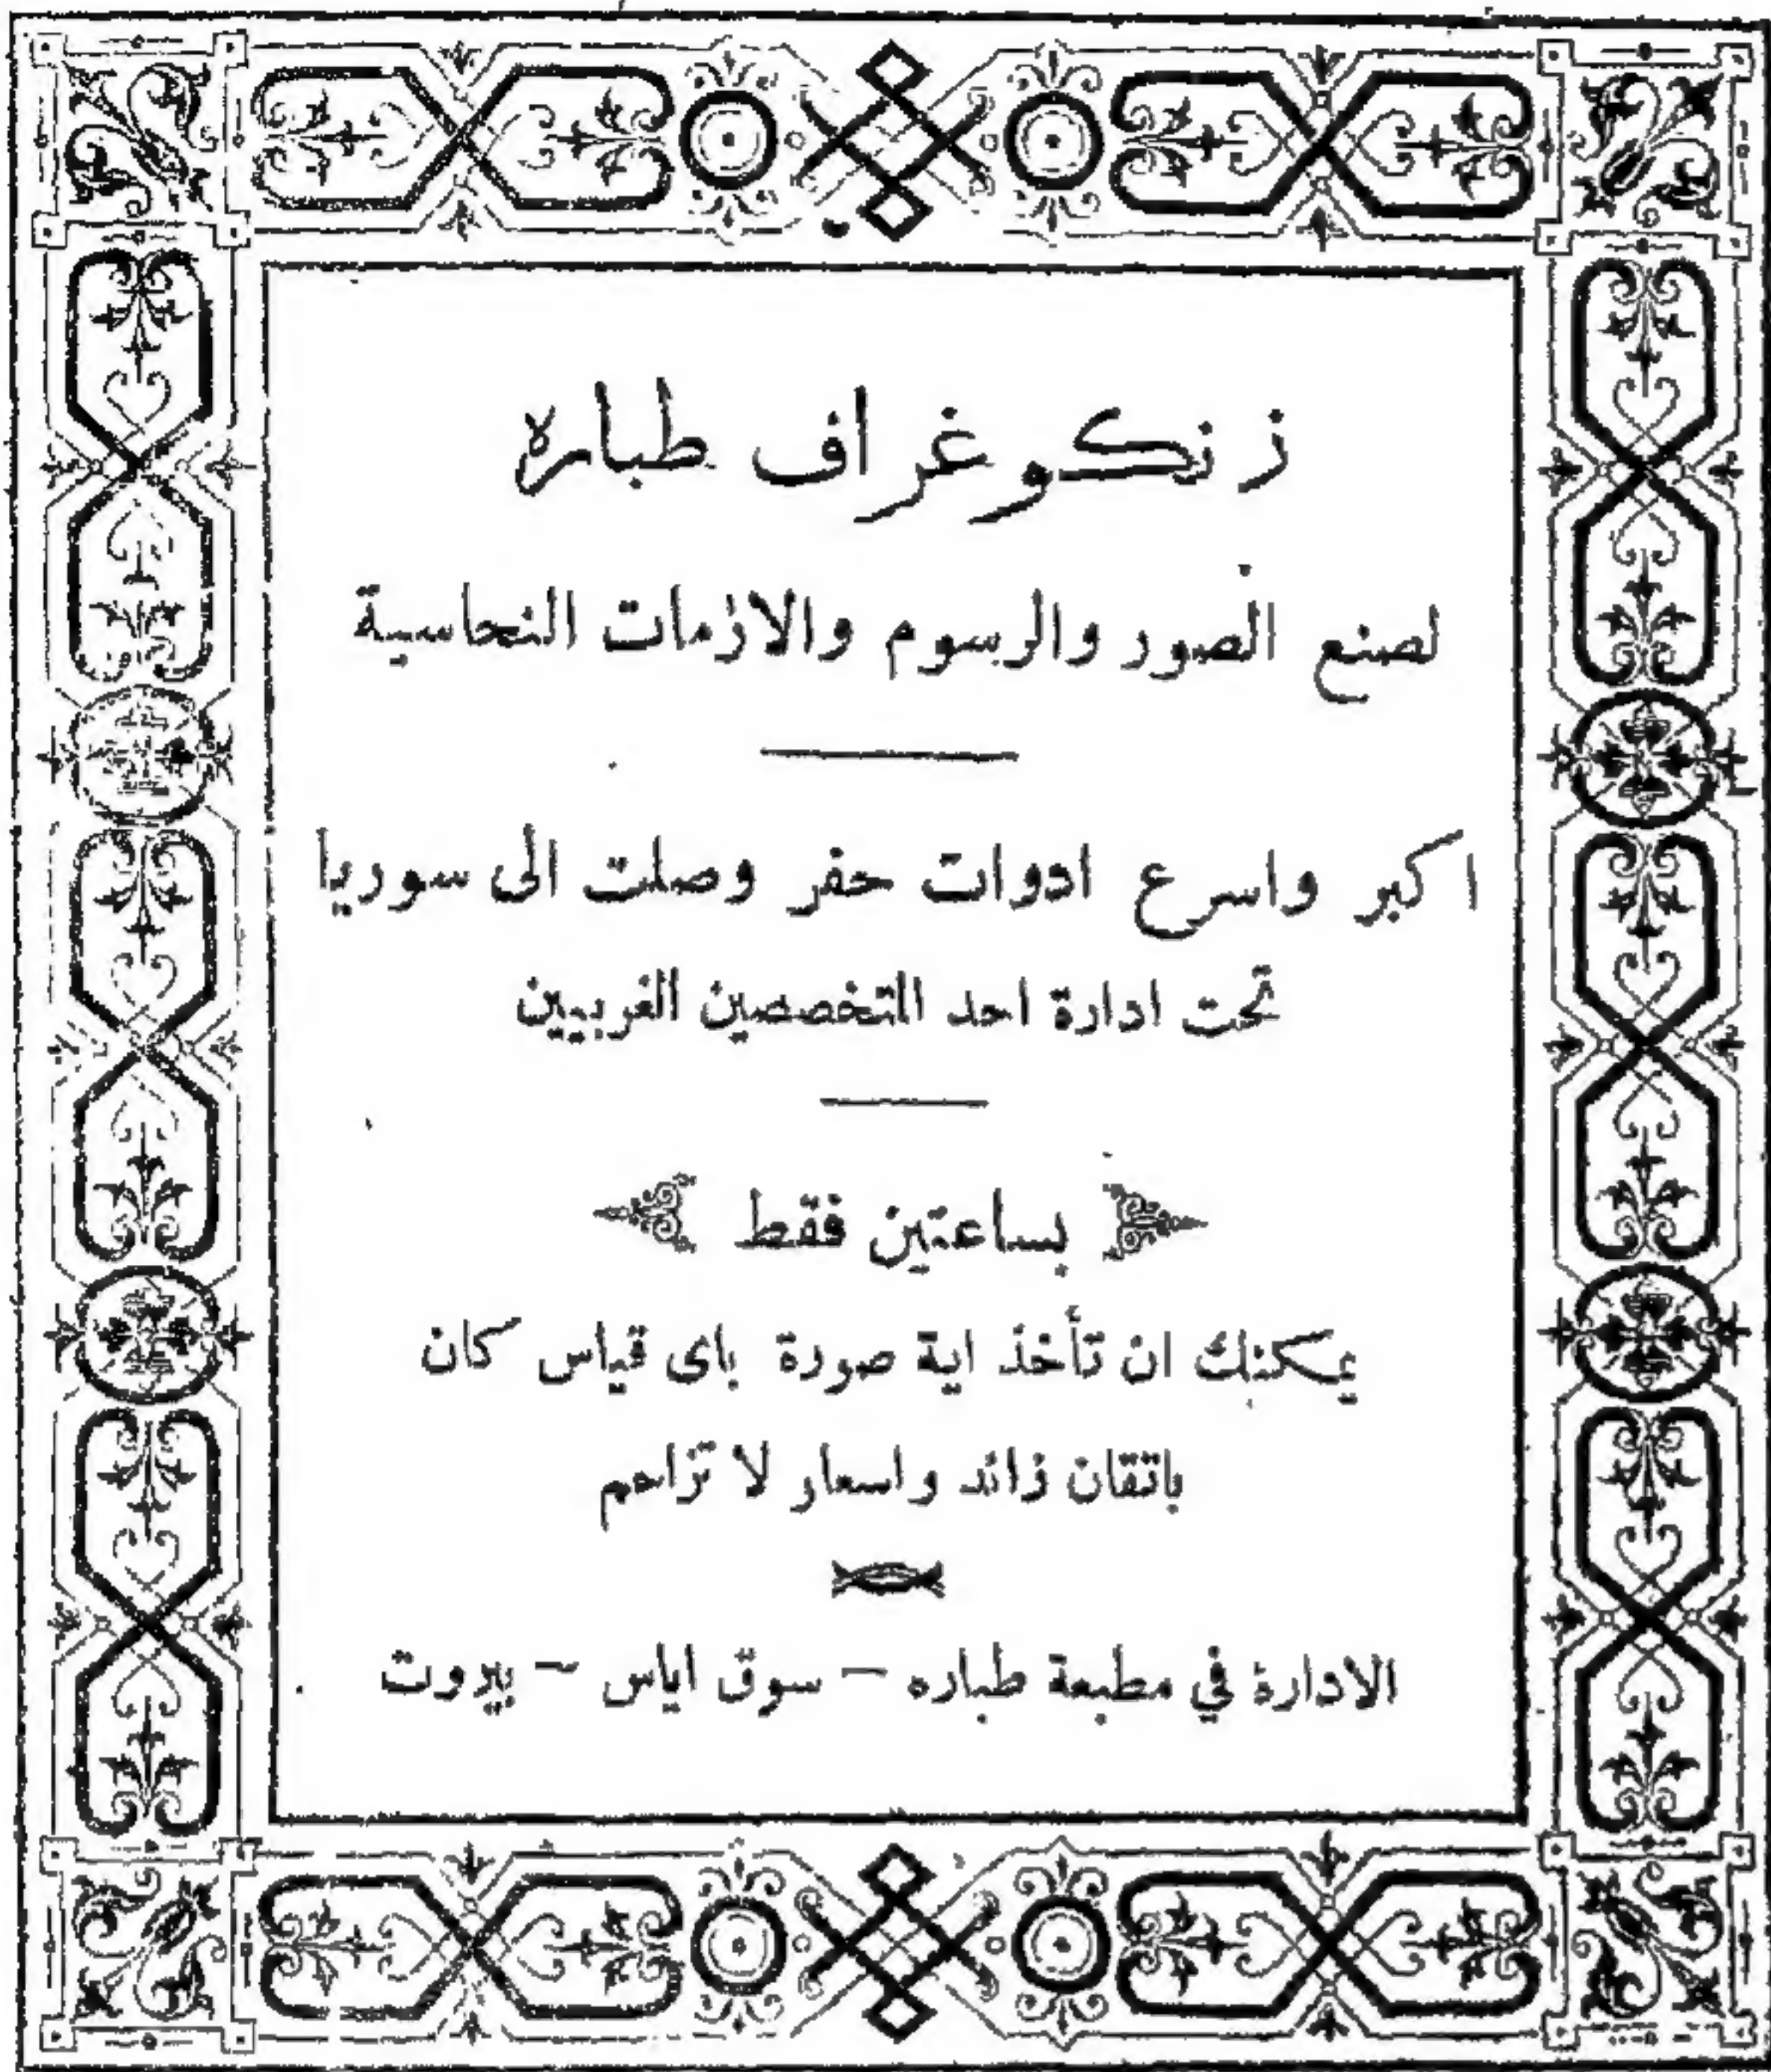 زنكوغراف طباره
لصنع الصور والرسوم والازمات النحاسية
اكبر واسرع ادوات حفر وصلت الى سوريا
تحت ادارة احد المتخصصين الغربيين
بساعتين فقط
يمكنك ان تأخذ اية صورة باى قياس كان
باتقان زائد واسعار لا تزاحم
الادارة في مطبعة طباره – سوق اياس – بيروت